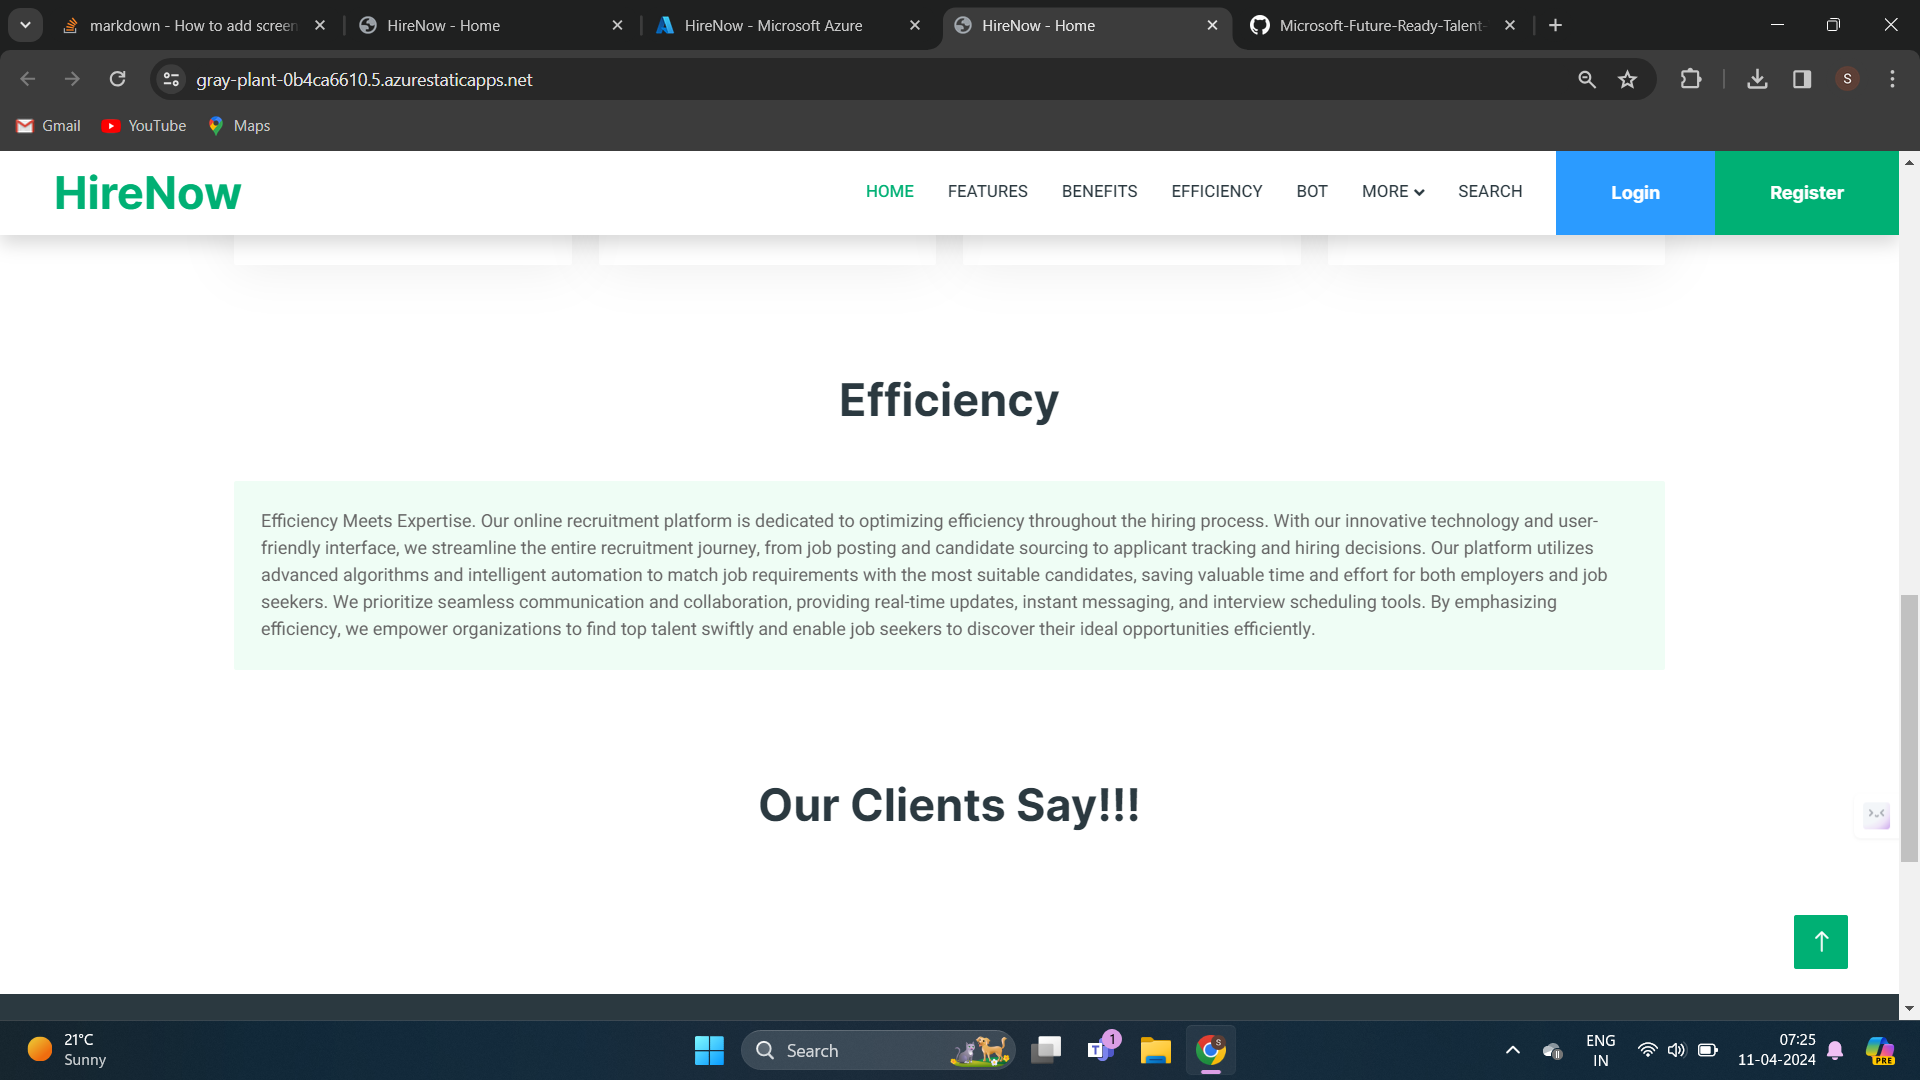 markdown - How to add screen
HireNow - Home
HireNow - Microsoft Azure
HireNow - Home
Microsoft-Future-Ready-Talent-
gray-plant-0b4ca6610.5.azurestaticapps.net
S
Gmail
YouTube
Maps
HireNow
HOME
FEATURES
BENEFITS
EFFICIENCY
BOT
MORE
SEARCH
Login
Register
Efficiency
Efficiency Meets Expertise. Our online recruitment platform is dedicated to optimizing efficiency throughout the hiring process. With our innovative technology and user-
friendly interface, we streamline the entire recruitment journey, from job posting and candidate sourcing to applicant tracking and hiring decisions. Our platform utilizes
advanced algorithms and intelligent automation to match job requirements with the most suitable candidates, saving valuable time and effort for both employers and job
seekers. We prioritize seamless communication and collaboration, providing real-time updates, instant messaging, and interview scheduling tools. By emphasizing
efficiency, we empower organizations to find top talent swiftly and enable job seekers to discover their ideal opportunities efficiently.
Our Clients Say!!!
21°C
Sunny
Search
T
1
S
ENG
IN
07:25
11-04-2024
PRE